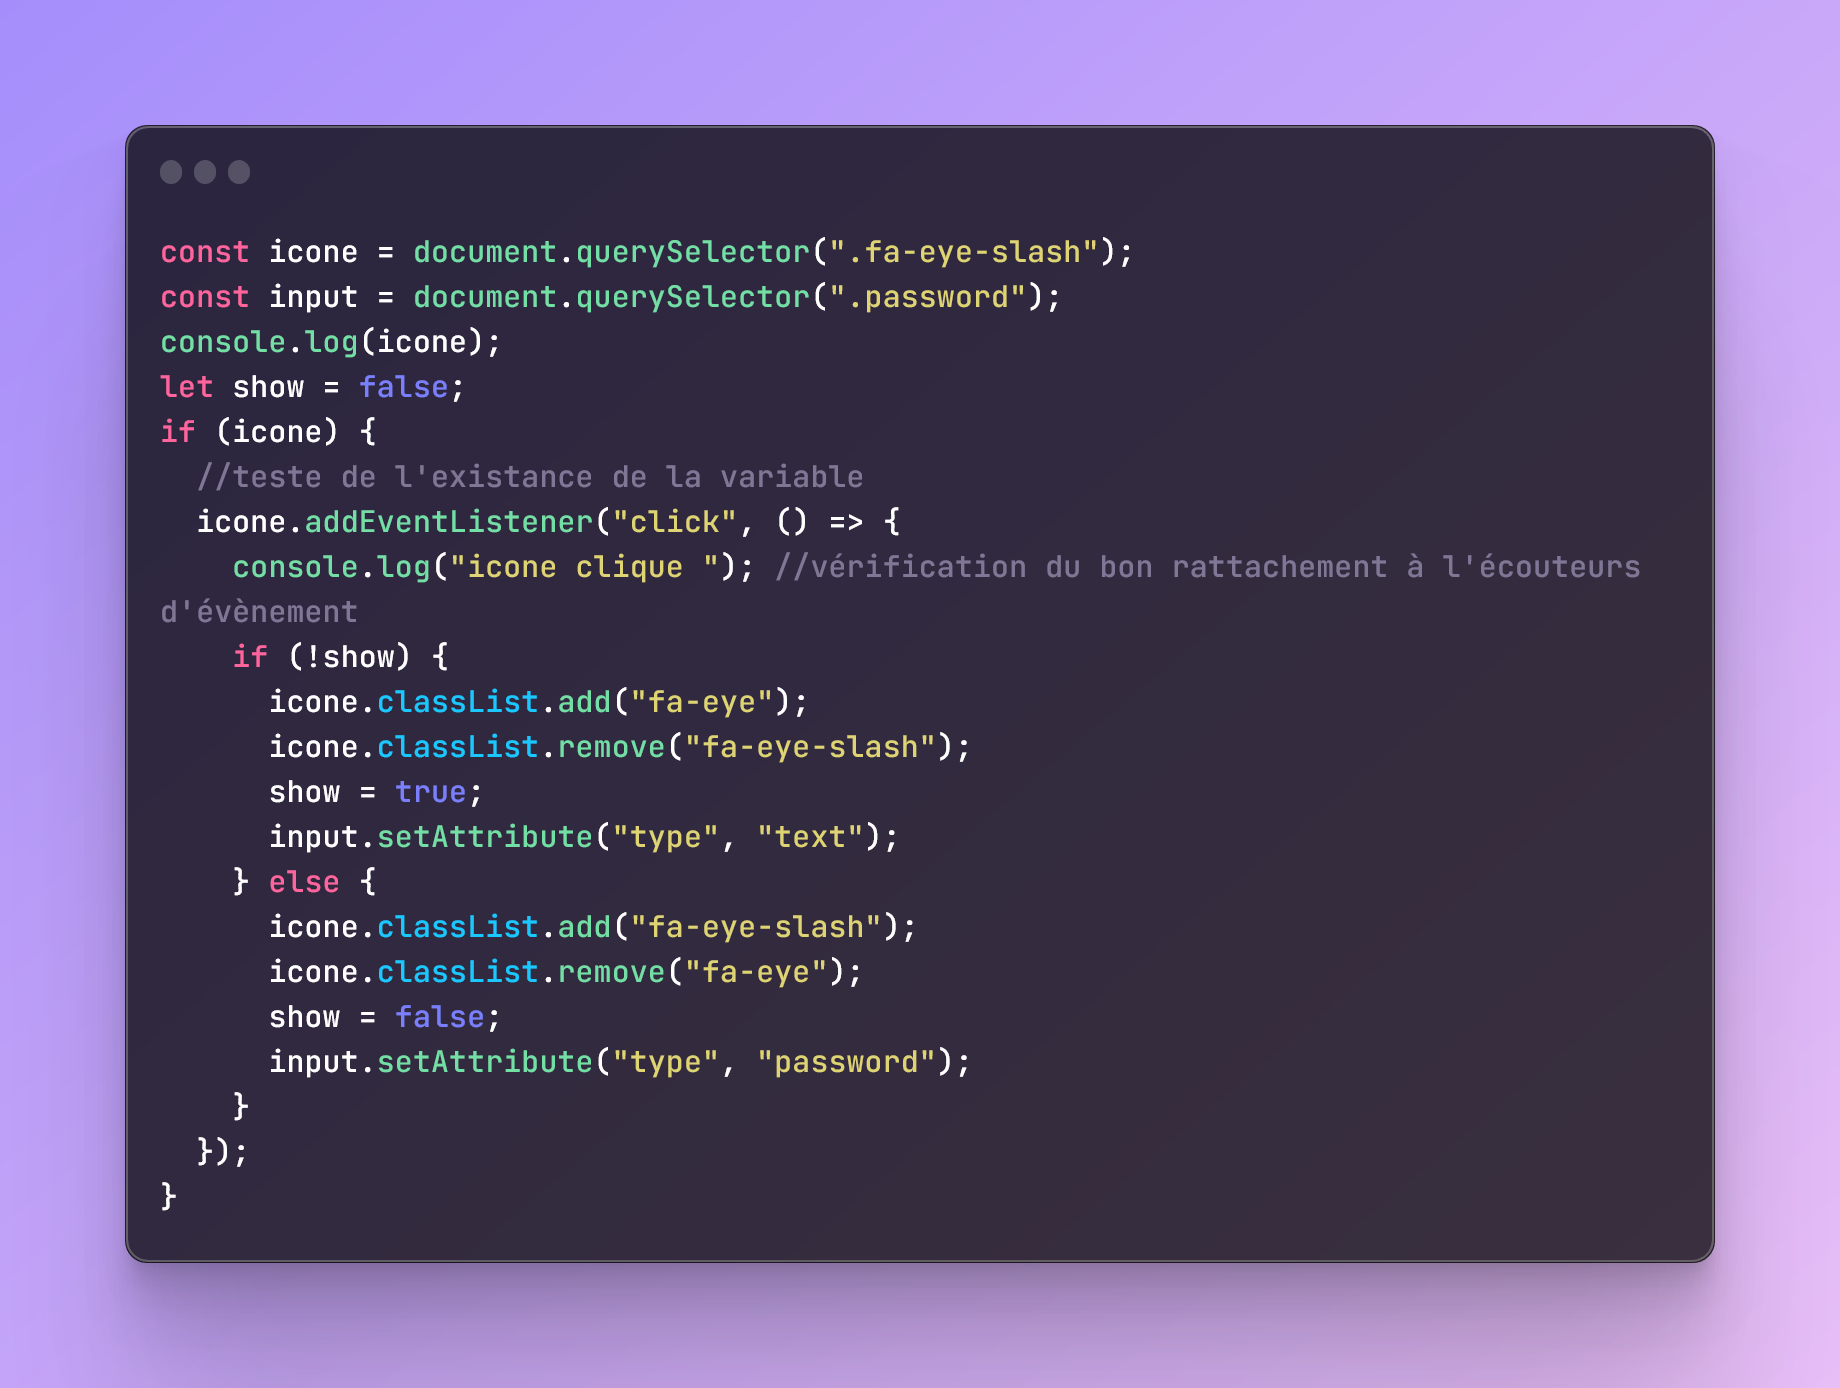 const icone = document.querySelector(".fa-eye-slash");
const input = document.querySelector(".password");
console.log(icone);
let show = false;
if (icone) {
  //teste de l'existance de la variable
  icone.addEventListener("click", () => {
    console.log("icone clique "); //vérification du bon rattachement à l'écouteurs
d'évènement
    if (!show) {
      icone.classList.add("fa-eye");
      icone.classList.remove("fa-eye-slash");
      show = true;
      input.setAttribute("type", "text");
    } else {
      icone.classList.add("fa-eye-slash");
      icone.classList.remove("fa-eye");
      show = false;
      input.setAttribute("type", "password");
    }
  });
}